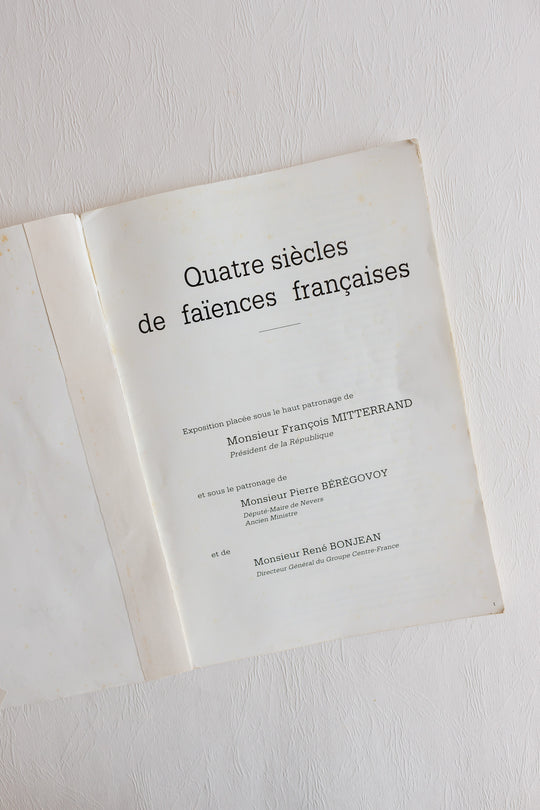 Quatre siècles
de faïences françaises
Exposition placée sous le haut patronage de
Monsieur François MITTERRAND
Président de la République
et sous le patronage de
Monsieur Pierre BÉRÉGOVOY
Député-Maire de Nevers
Ancien Ministre
et de
Monsieur René BONJEAN
Directeur Général du Groupe Centre-France